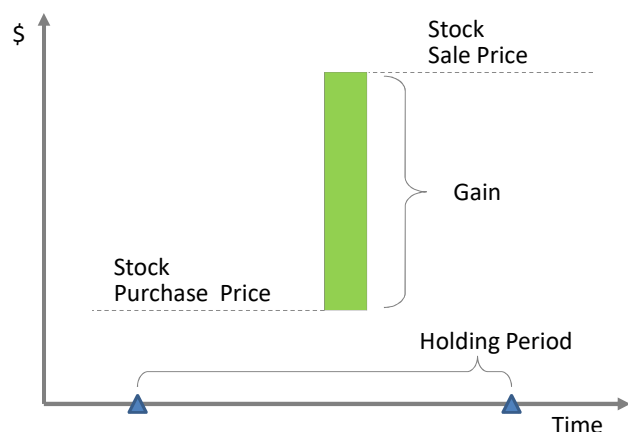 $
Stock
Sale Price
Gain
Stock
Purchase  Price
Holding Period
Time